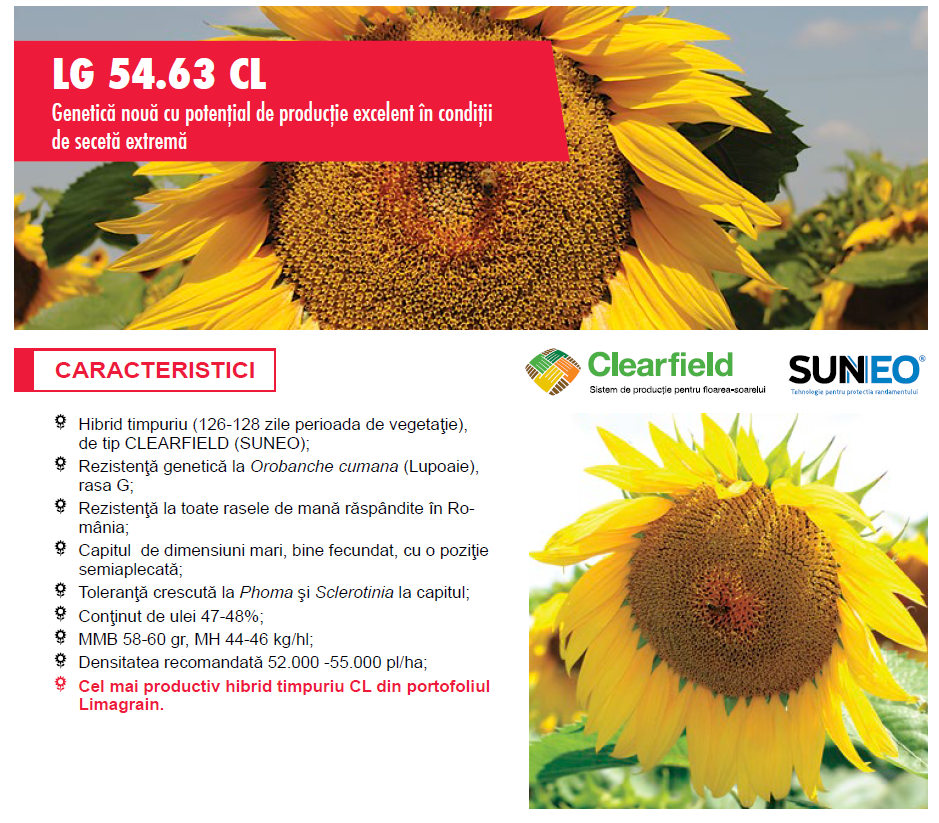 LG 54.63 CL
Genetică nouă cu potențial de producție excelent în condiții
de secetă extremă
CARACTERISTICI
Clearfield
Sistem de producție pentru floarea-soarelui
SUNEO®
Tehnologie pentru protectia randamentului
Hibrid timpuriu (126-128 zile perioada de vegetaţie),
de tip CLEARFIELD (SUNEO);
Rezistenţă genetică la Orobanche cumana (Lupoaie),
rasa G;
Rezistenţă la toate rasele de mană răspândite în Ro-
mânia;
Capitul  de dimensiuni mari, bine fecundat, cu o poziţie
semiaplecată;
Toleranţă crescută la Phoma şi Sclerotinia la capitul;
Conţinut de ulei 47-48%;
MMB 58-60 gr, MH 44-46 kg/hl;
Densitatea recomandată 52.000 -55.000 pl/ha;
Cel mai productiv hibrid timpuriu CL din portofoliul
Limagrain.